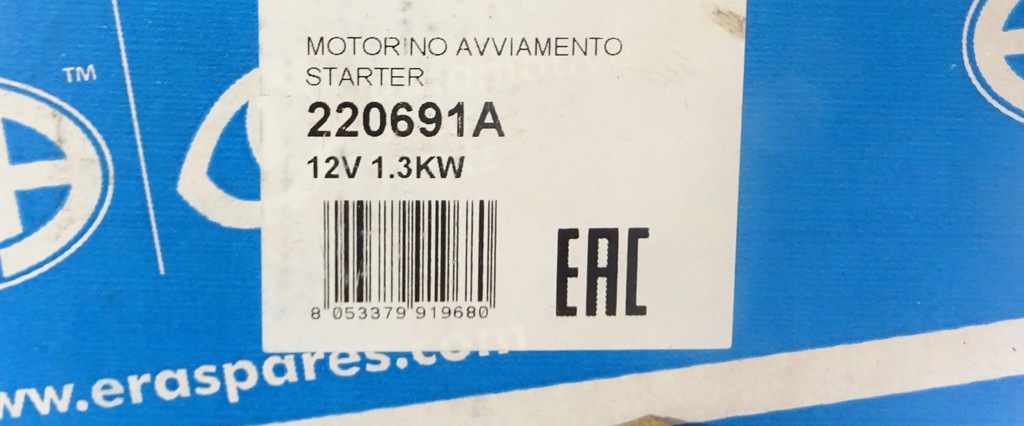 TM
MOTORINO AVVIAMENTO
STARTER
220691A
12V 1.3KW
8 053379 919680
EAC
www.eraspares.com